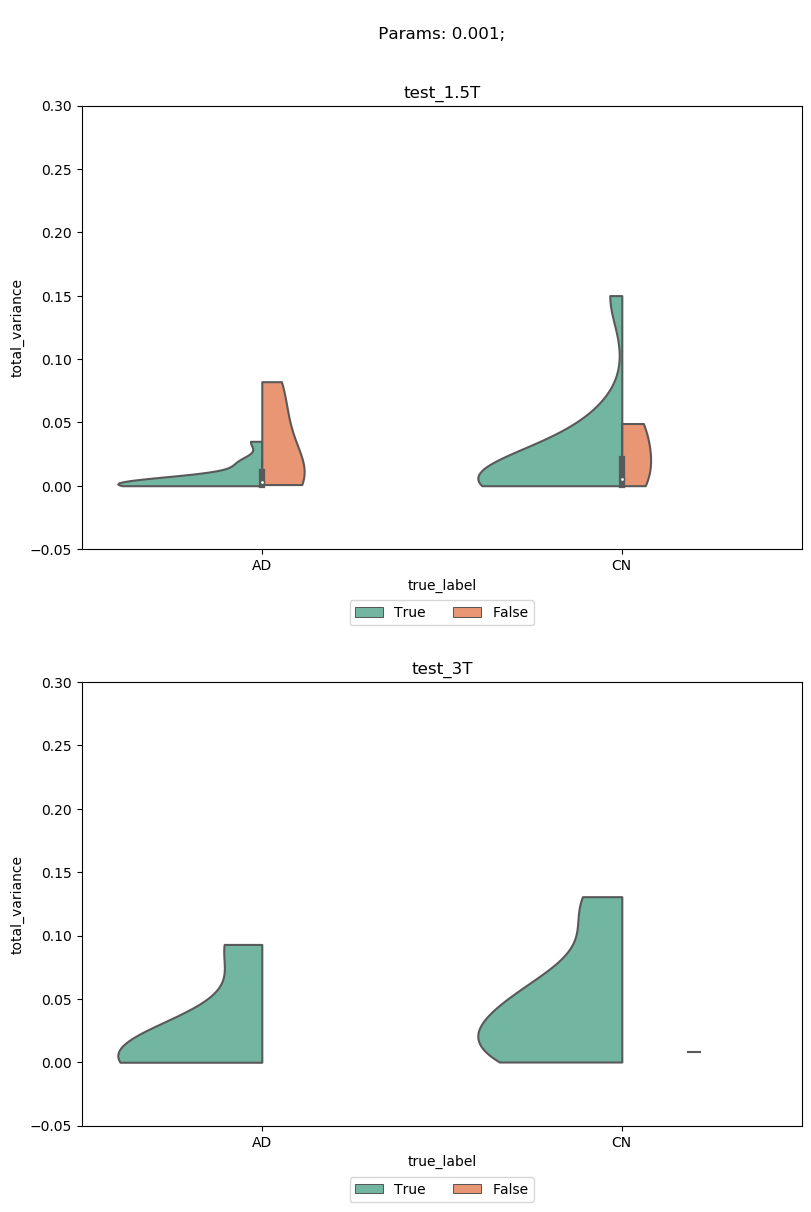 Params: 0.001;
test_1.5T
0.30
0.25
0.20
0.15
0.10
0.05
0.00
−0.05
total_variance
AD CN
true_label
True False
test_3T
0.30
0.25
0.20
0.15
0.10
0.05
0.00
−0.05
total_variance
AD CN
true_label
True False